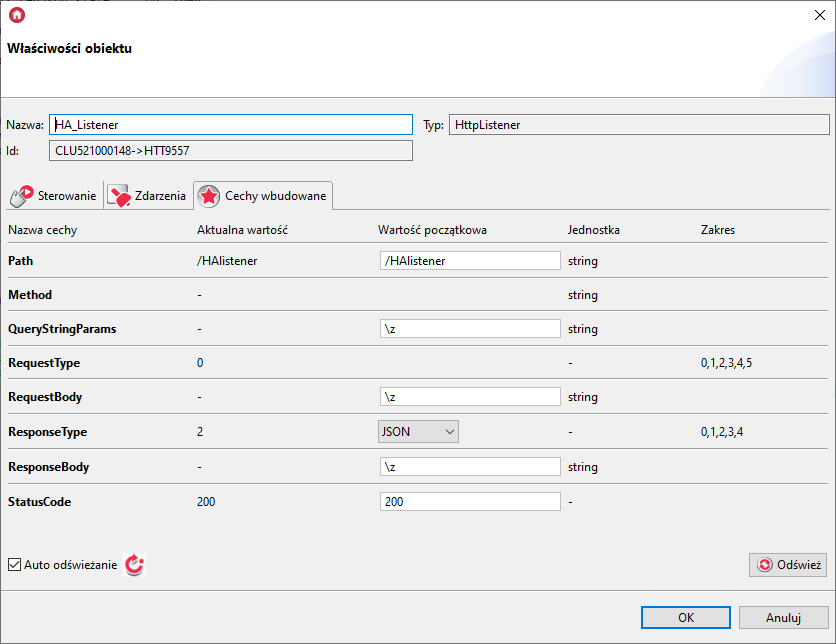 Właściwości obiektu
Nazwa: HA_Listener Typ: HttpListener
Id: CLU521000148->HTT9557
Sterowanie Zdarzenia Cechy wbudowane
Nazwa cechy Aktualna wartość Wartość początkowa Jednostka Zakres
Path /HAlistener /HAlistener string
Method - string
QueryStringParams - \z string
RequestType 0 - 0,1,2,3,4,5
RequestBody - \z string
ResponseType 2 JSON - 0,1,2,3,4
ResponseBody - \z string
StatusCode 200 200 -
Auto odświeżanie Odśwież
OK Anuluj